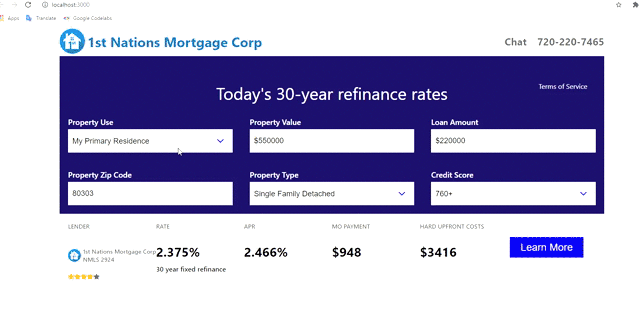 localhost:3000
Apps Translate Google Codelabs
1st Nations Mortgage Corp Chat 720-220-7465
Today's 30-year refinance rates
Terms of Service
Property Use Property Value Loan Amount
My Primary Residence $550000 $220000
Property Zip Code Property Type Credit Score
80303 Single Family Detached 760+
LENDER RATE APR MO PAYMENT HARD UPFRONT COSTS
1st Nations Mortgage Corp 2.375% 2.466% $948 $3416 Learn More
NMLS 2924
30 year fixed refinance